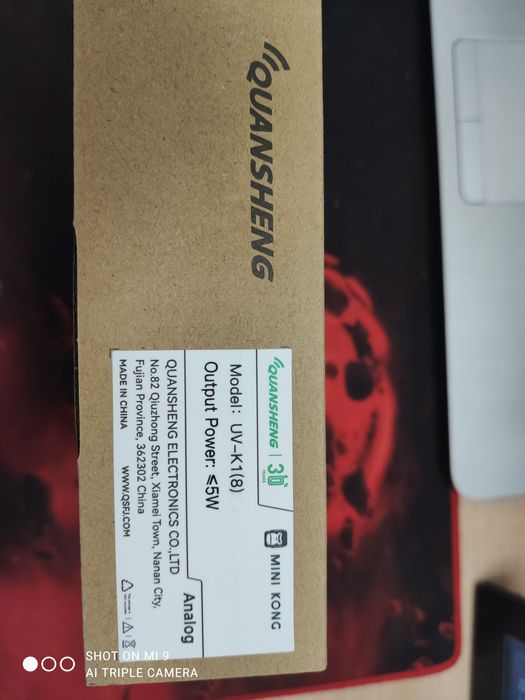 QUANSHENG
QUANSHENG | 30
YEARS
MINI KONG
Model: UV-K1(8)
Output Power: ≤5W
Analog
QUANSHENG ELECTRONICS CO.,LTD
No.82 Qiuzhong Street, Xiamei Town, Nanan City,
Fujian Province, 362302 China
MADE IN CHINA WWW.QSFJ.COM
SHOT ON MI 9
AI TRIPLE CAMERA